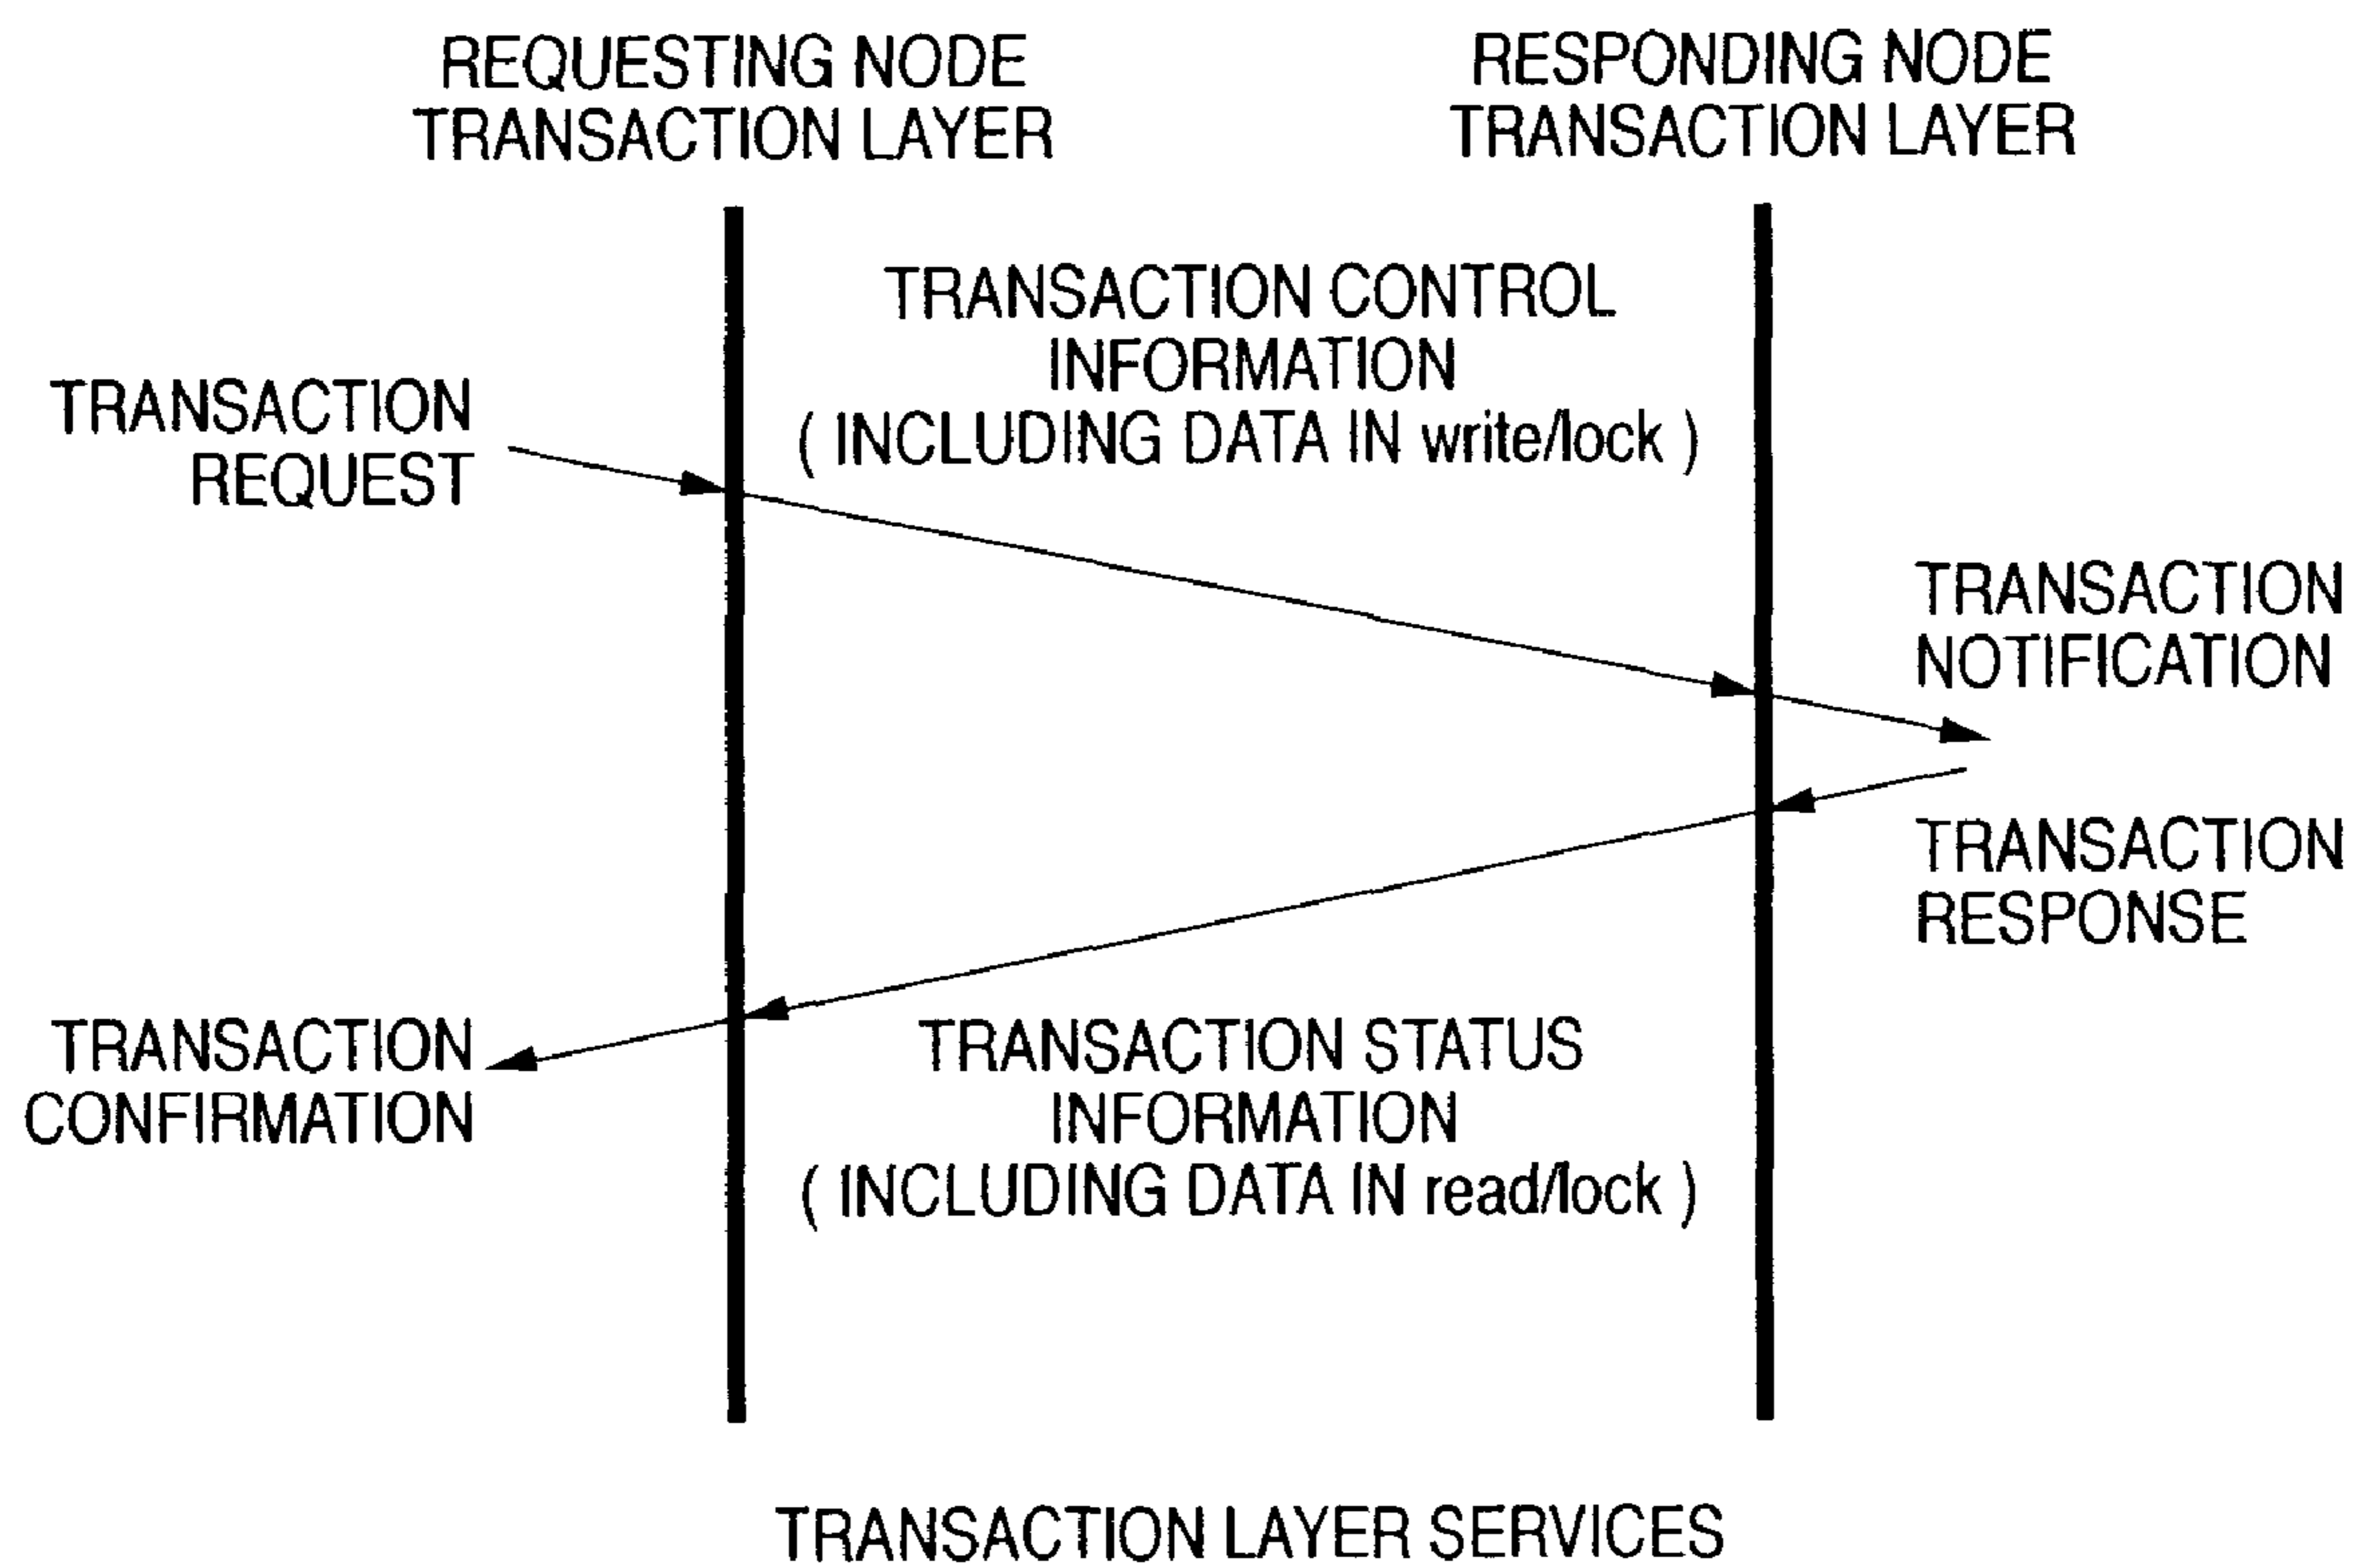 REQUESTING NODE
TRANSACTION LAYER
RESPONDING NODE
TRANSACTION LAYER
TRANSACTION CONTROL
INFORMATION
( INCLUDING DATA IN write/lock )
TRANSACTION
REQUEST
TRANSACTION
NOTIFICATION
TRANSACTION
RESPONSE
TRANSACTION
CONFIRMATION
TRANSACTION STATUS
INFORMATION
( INCLUDING DATA IN read/lock )
TRANSACTION LAYER SERVICES